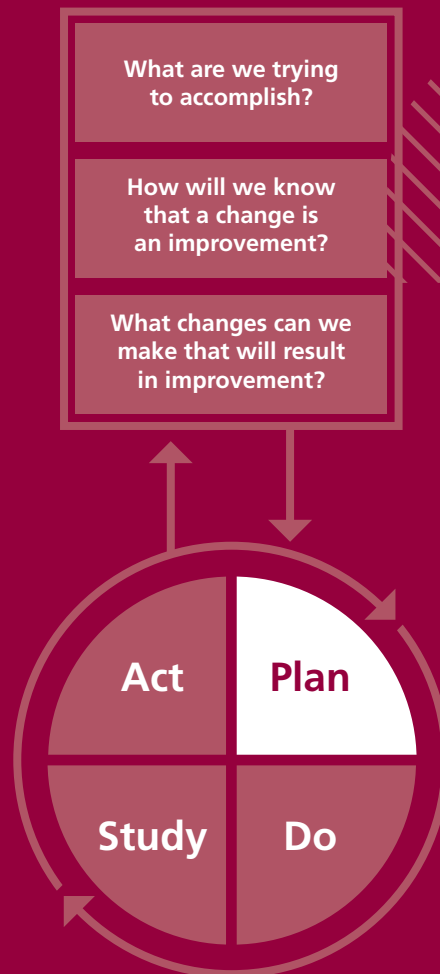 What are we trying
to accomplish?
How will we know
that a change is
an improvement?
What changes can we
make that will result
in improvement?
Act
Plan
Study
Do